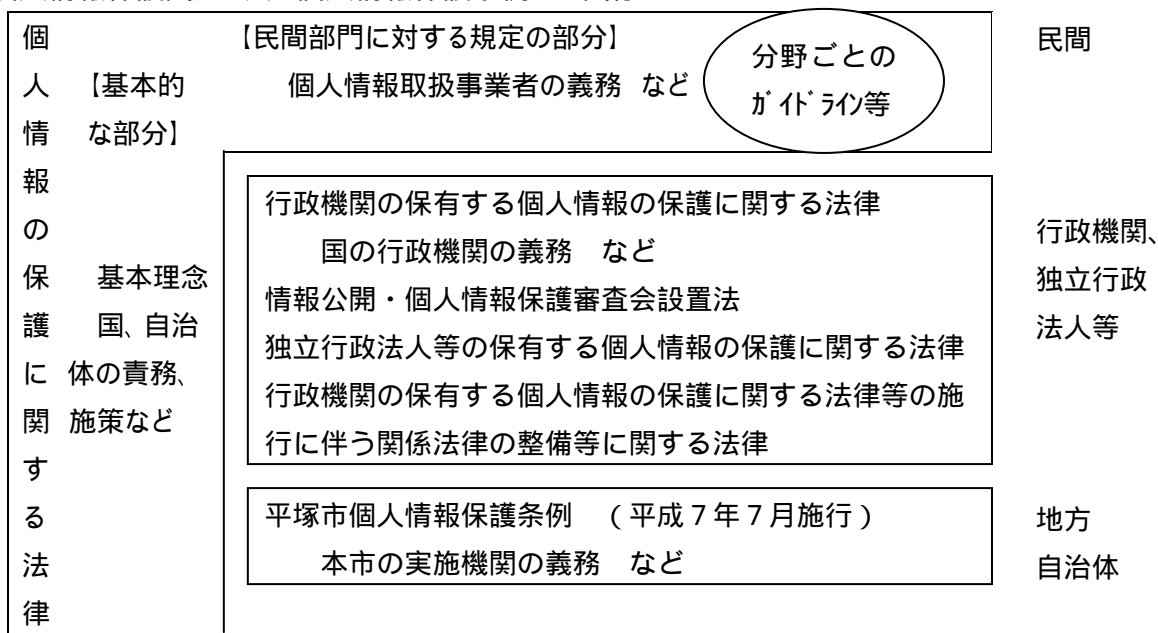 個人情報の保護に関する法律
【基本的
な部分】
基本理念
国、自治
体の責務、
施策など
【民間部門に対する規定の部分】
個人情報取扱事業者の義務 など
分野ごとの
ｶﾞｲﾄﾞﾗｲﾝ等
民間
行政機関の保有する個人情報の保護に関する法律
国の行政機関の義務 など
情報公開・個人情報保護審査会設置法
独立行政法人等の保有する個人情報の保護に関する法律
行政機関の保有する個人情報の保護に関する法律等の施
行に伴う関係法律の整備等に関する法律
行政機関、
独立行政
法人等
平塚市個人情報保護条例 (平成7年7月施行)
本市の実施機関の義務 など
地方
自治体